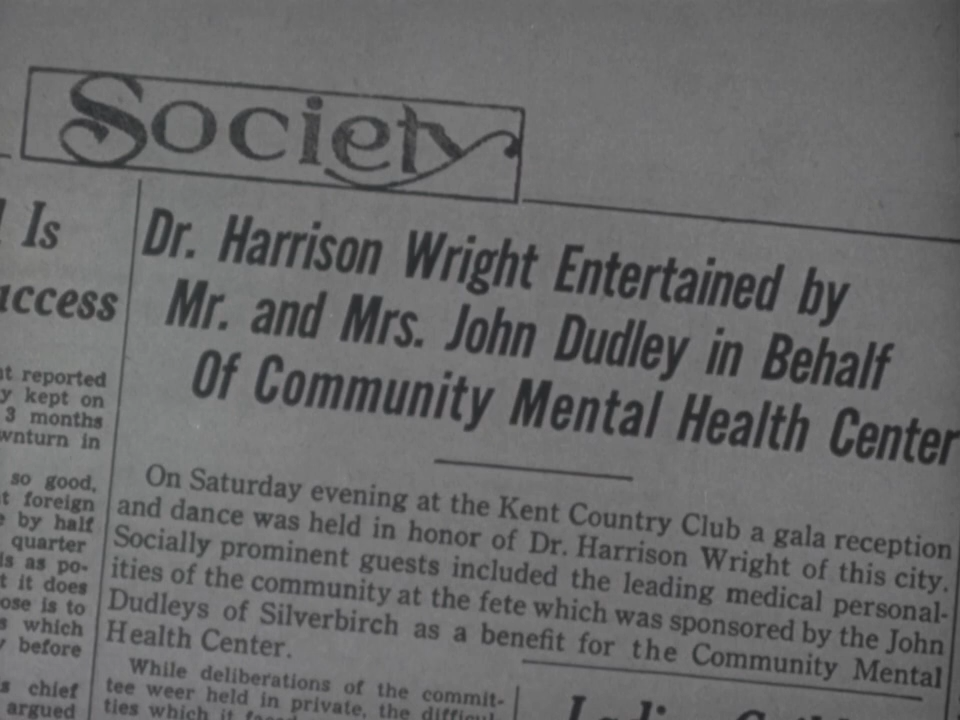 Society
Is
Dr. Harrison Wright Entertained by
Mr. and Mrs. John Dudley in Behalf
Of Community Mental Health Center
On Saturday evening at the Kent Country Club a gala reception
and dance was held in honor of Dr. Harrison Wright of this city.
Socially prominent guests included the leading medical personal-
ities of the community at the fete which was sponsored by the John
Dudleys of Silverbirch as a benefit for the Community Mental
Health Center.
While deliberations of the commit-
tee weer held in private, the
ties which it
reported
kept on
3 months
in
so good,
foreign
by half
quarter
as po-
it does
is to
which
before
chief
argued